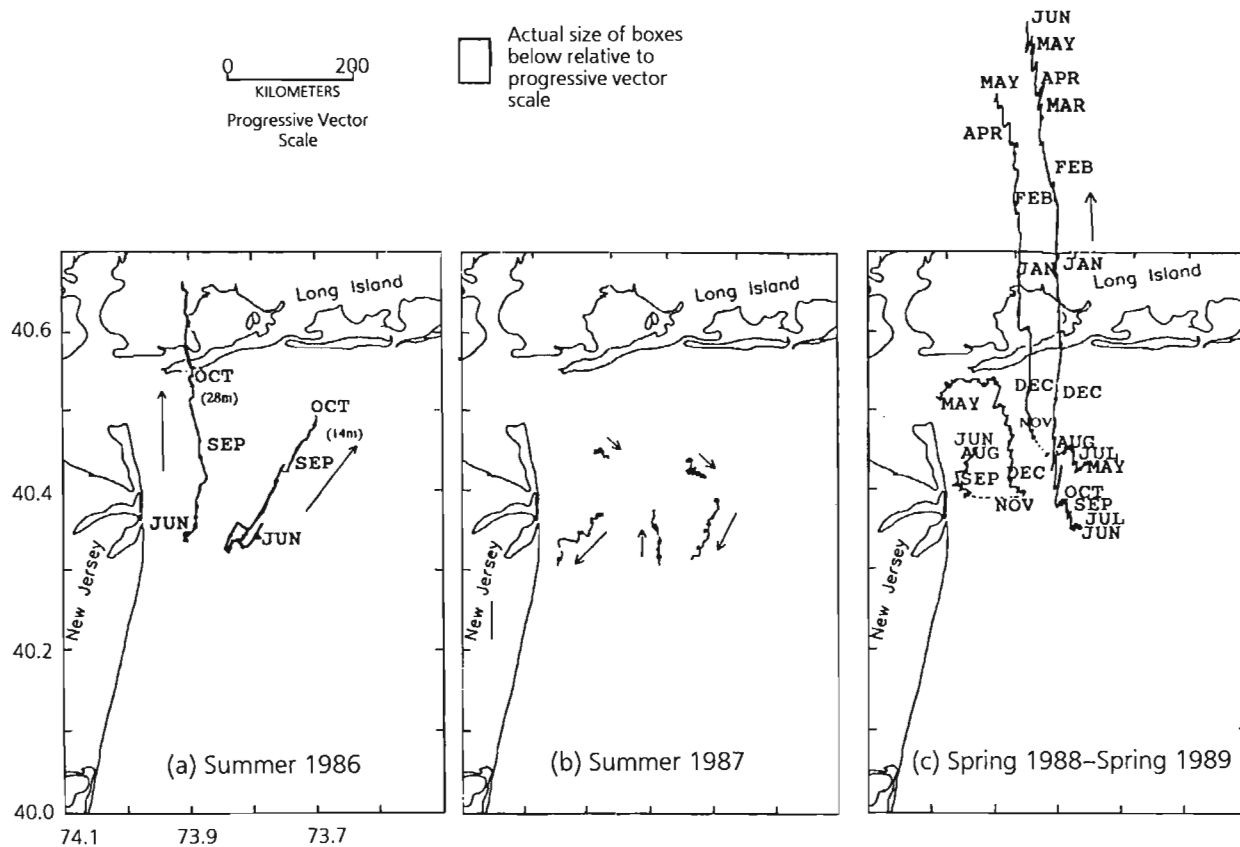 0 200
KILOMETERS
Progressive Vector
Scale
Actual size of boxes
below relative to
progressive vector
scale
40.6
40.4
40.2
40.0
74.1 73.9 73.7
Long Island
OCT
(28m)
OCT
(14m)
SEP
SEP
JUN
JUN
New Jersey
(a) Summer 1986
Long Island
New Jersey
(b) Summer 1987
JUN
MAY
APR
MAR
FEB
JAN
DEC
MAY
APR
FEB
JAN
DEC
NOV
Long Island
MAY
JUN
AUG
SEP
NOV
DEC
AUG
JUL
MAY
OCT
SEP
JUL
JUN
New Jersey
(c) Spring 1988–Spring 1989